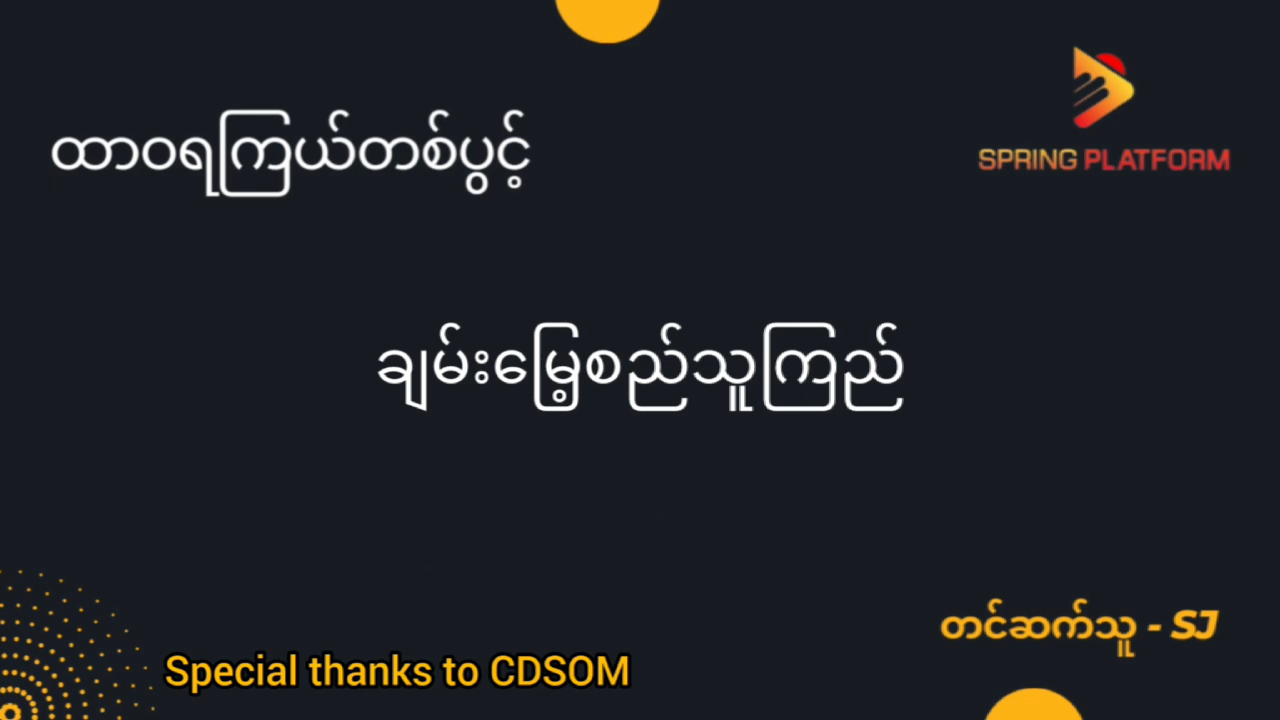 ထာဝရကြယ်တစ်ပွင့်
SPRING PLATFORM
ချမ်းမြေ့စည်သူကြည်
တင်ဆက်သူ - SJ
Special thanks to CDSOM